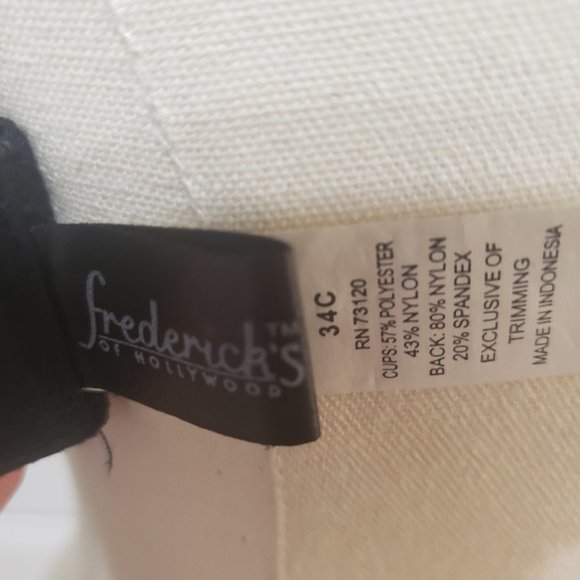 frederick's TM
OF HOLLYWOOD
34C
RN 73120
CUPS: 57% POLYESTER
43% NYLON
BACK: 80% NYLON
20% SPANDEX
EXCLUSIVE OF
TRIMMING
MADE IN INDONESIA